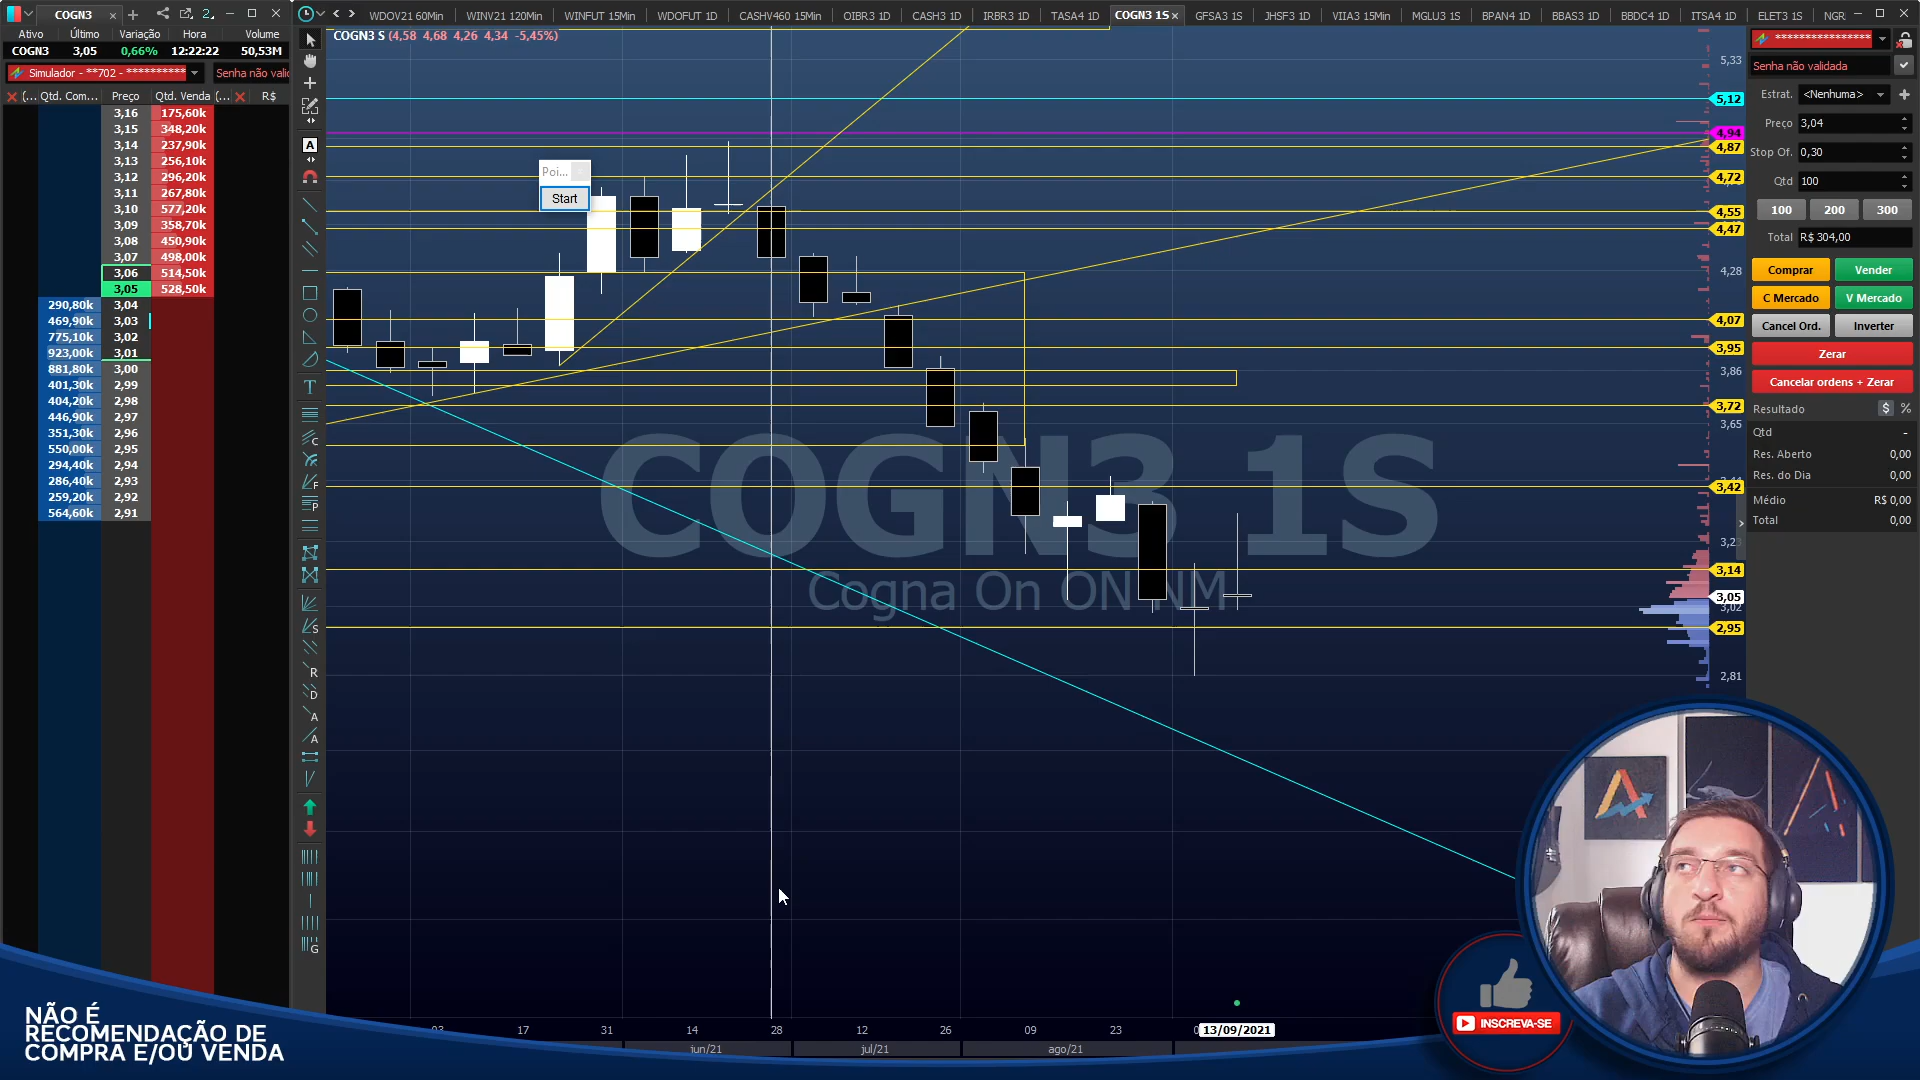 COGN3
WDOV21 60Min
WINV21 120Min
WINFUT 15Min
WDOFUT 1D
CASHV460 15Min
OIBR3 1D
CASH3 1D
IRBR3 1D
TASA4 1D
COGN3 1S
GFSA3 1S
JHSF3 1D
VIIA3 15Min
MGLU3 1S
BPAN4 1D
BBAS3 1D
BBDC4 1D
ITSA4 1D
ELET3 1S
NGR
Ativo Último Variação Hora Volume
COGN3 3,05 0,66% 12:22:22 50,53M
Simulador - **702 - **********
Senha não valid
(... Qtd. Com... Preço Qtd. Venda (... R$
3,16 175,60k
3,15 348,20k
3,14 237,90k
3,13 256,10k
3,12 296,20k
3,11 267,80k
3,10 577,20k
3,09 358,70k
3,08 450,90k
3,07 498,00k
3,06 514,50k
3,05 528,50k
290,80k 3,04
469,90k 3,03
775,10k 3,02
923,00k 3,01
881,80k 3,00
401,30k 2,99
404,20k 2,98
446,90k 2,97
351,30k 2,96
550,00k 2,95
294,40k 2,94
286,40k 2,93
259,20k 2,92
564,60k 2,91
COGN3 S (4,58 4,68 4,26 4,34 -5,45%)
Poi...
Start
COGN3 1S
Cogna On ON NM
5,33
5,12
4,94
4,87
4,72
4,55
4,47
4,28
4,07
3,95
3,86
3,72
3,65
3,42
3,23
3,14
3,05
3,02
2,95
2,81
03 17 31 14 28 12 26 09 23 13/09/2021
jun/21 jul/21 ago/21
****************
Senha não validada
Estrat. <Nenhuma>
Preço 3,04
Stop Of. 0,30
Qtd 100
100 200 300
Total R$ 304,00
Comprar Vender
C Mercado V Mercado
Cancel Ord. Inverter
Zerar
Cancelar ordens + Zerar
Resultado $ %
Qtd -
Res. Aberto 0,00
Res. do Dia 0,00
Médio R$ 0,00
Total 0,00
NÃO É
RECOMENDAÇÃO DE
COMPRA E/OU VENDA
INSCREVA-SE